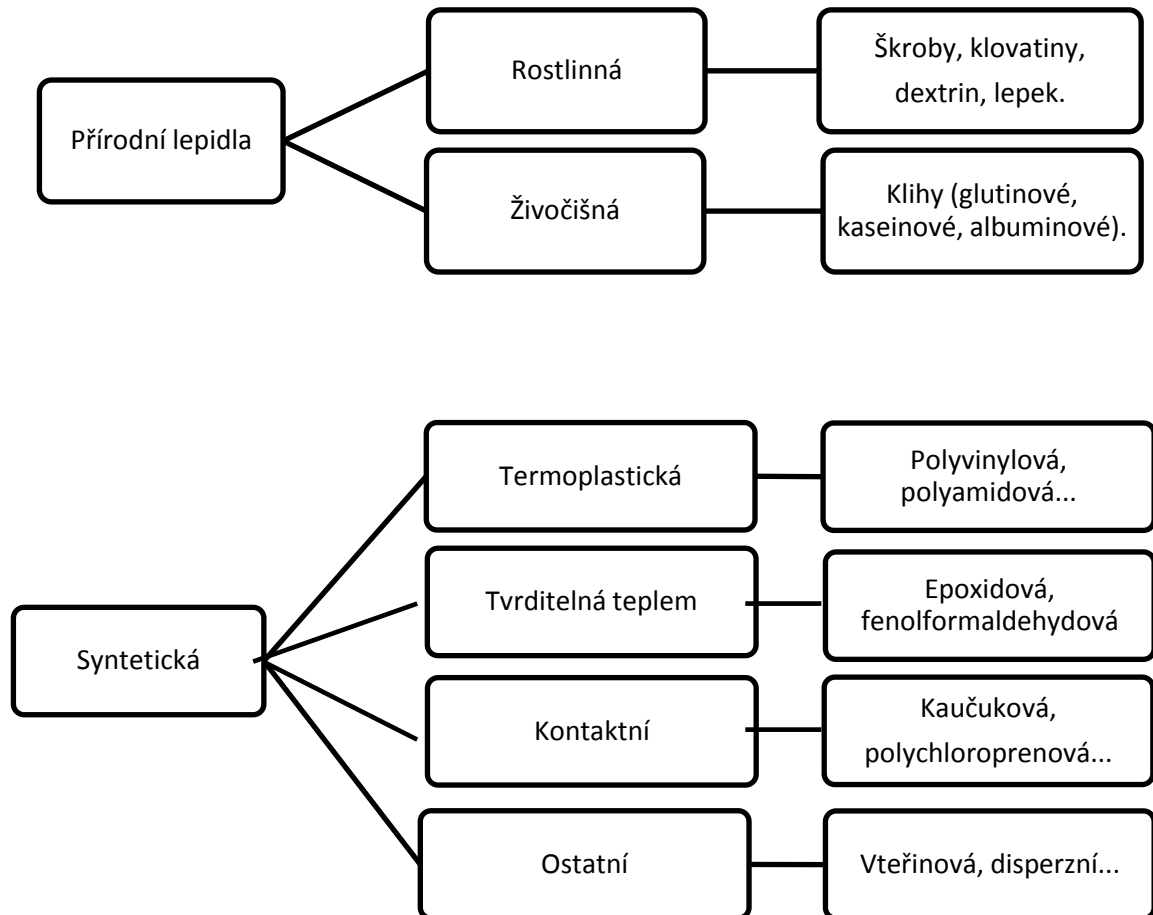 Přírodní lepidla
Rostlinná
Škroby, klovatiny,
dextrin, lepek.
Živočišná
Klihy (glutinové,
kaseinové, albuminové).
Syntetická
Termoplastická
Polyvinylová,
polyamidová...
Tvrditelná teplem
Epoxidová,
fenolformaldehydová
Kontaktní
Kaučuková,
polychloroprenová...
Ostatní
Vteřinová, disperzní...